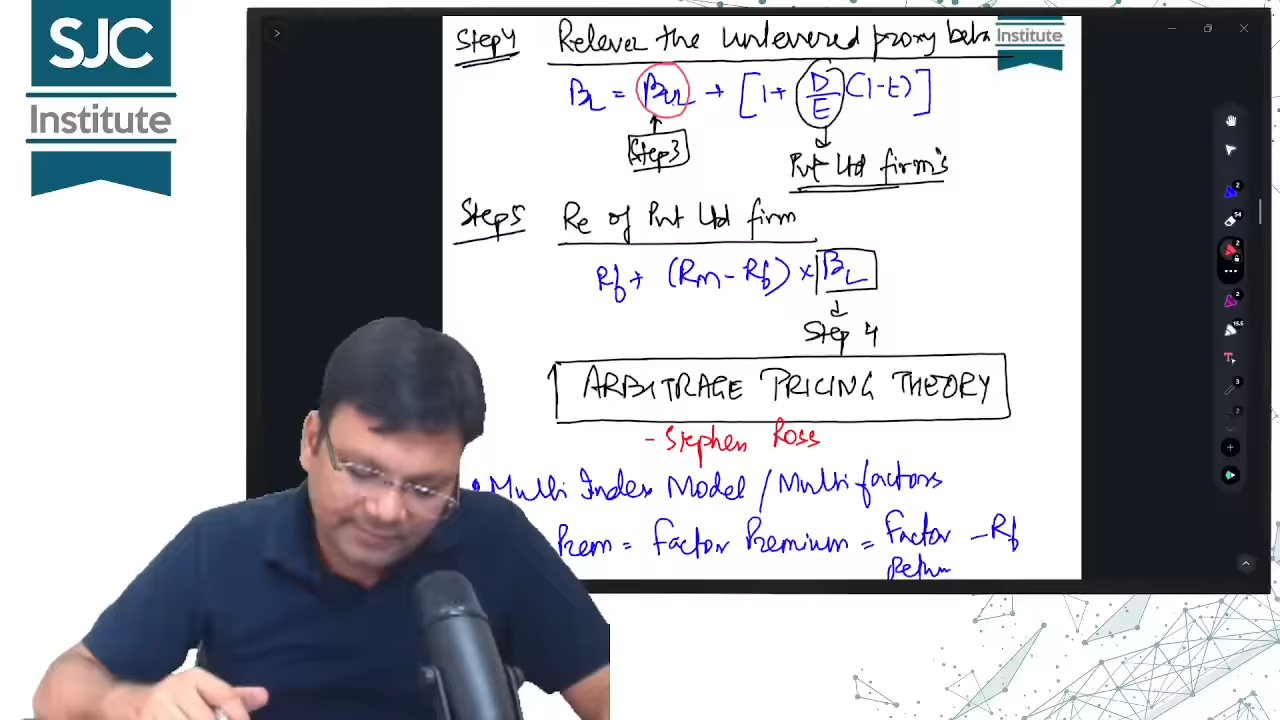 SJC
Institute
Step 4 Relever the unlevered proxy beta
Institute
βL = βUL + [1 + D/E (1-t)]
Step 3
Pvt Ltd firm's
Step 5 Re of Pvt Ltd firm
Rf + (Rm - Rf) × βL
Step 4
ARBITRAGE PRICING THEORY
- Stephen Ross
Multi Index Model / Multi factors
Prem = Factor Premium = Factor Return - Rf